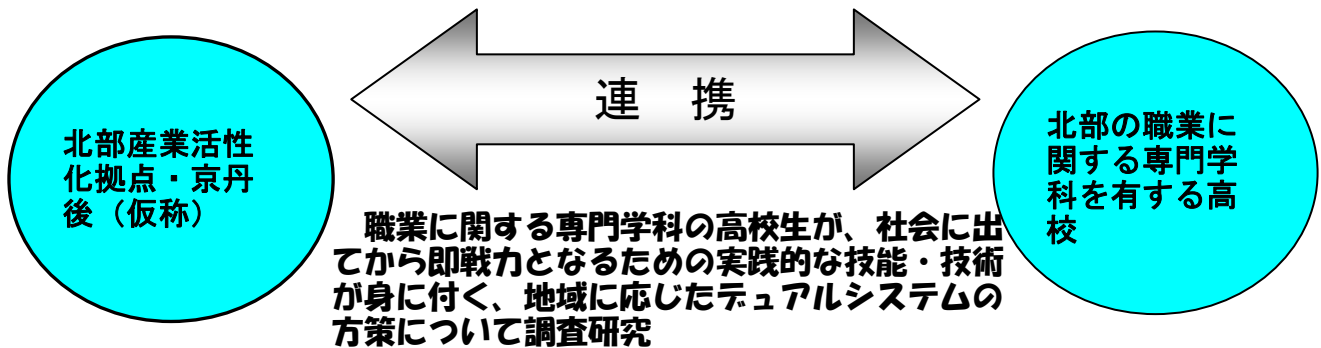 連　携
北部産業活性
化拠点・京丹
後（仮称）
北部の職業に
関する専門学
科を有する高
校
　職業に関する専門学科の高校生が、社会に出
てから即戦力となるための実践的な技能・技術
が身に付く、地域に応じたデュアルシステムの
方策について調査研究